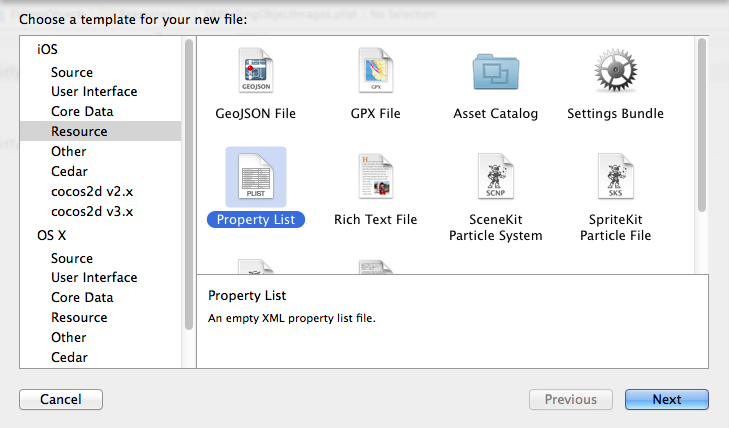 Choose a template for your new file:
iOS
Source
User Interface
Core Data
Resource
Other
Cedar
cocos2d v2.x
cocos2d v3.x
OS X
Source
User Interface
Core Data
Resource
Other
Cedar
GEOJSON
GPX
GeoJSON File
GPX File
Asset Catalog
Settings Bundle
PLIST
SCNP
SKS
Property List
Rich Text File
SceneKit
Particle System
SpriteKit
Particle File
Property List
An empty XML property list file.
Cancel
Previous
Next